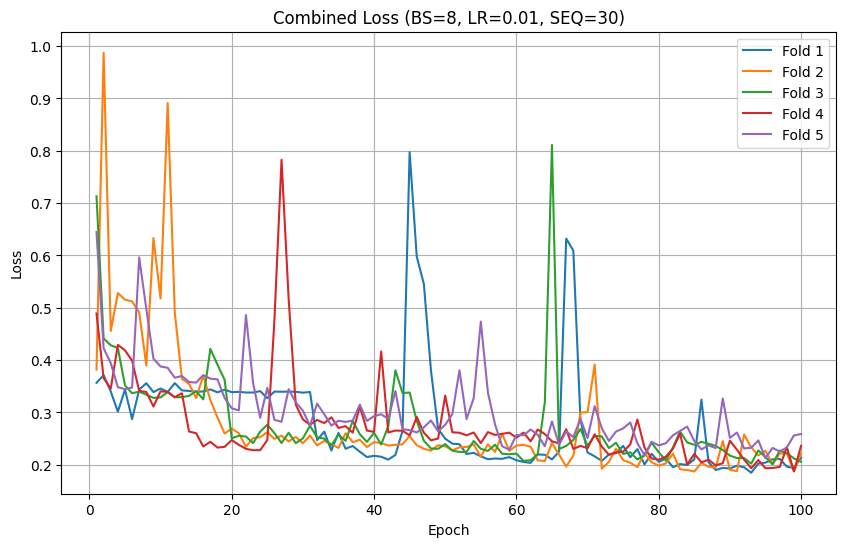 Combined Loss (BS=8, LR=0.01, SEQ=30)
Fold 1
Fold 2
Fold 3
Fold 4
Fold 5
1.0
0.9
0.8
0.7
0.6
0.5
0.4
0.3
0.2
Loss
0 20 40 60 80 100
Epoch